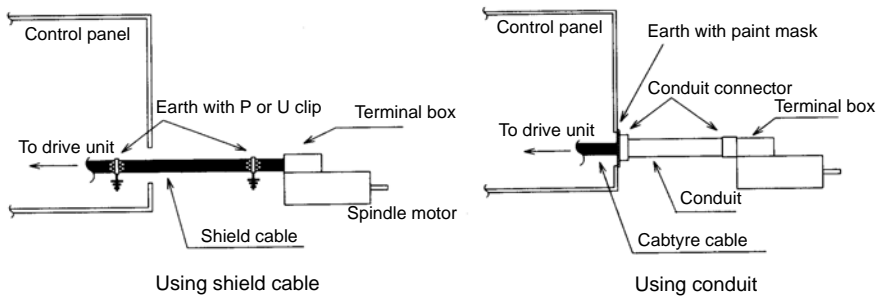 Control panel
Earth with P or U clip
Terminal box
To drive unit
Spindle motor
Shield cable
Using shield cable
Control panel
Earth with paint mask
Conduit connector
Terminal box
To drive unit
Conduit
Cabtyre cable
Using conduit